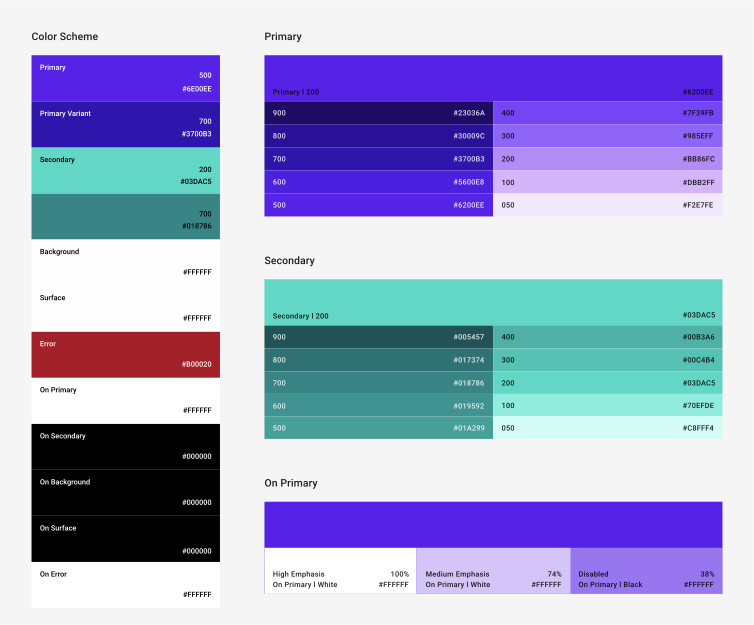 Color Scheme
Primary
500
#6E00EE
Primary Variant
700
#3700B3
Secondary
200
#03DAC5
700
#018786
Background
#FFFFFF
Surface
#FFFFFF
Error
#B00020
On Primary
#FFFFFF
On Secondary
#000000
On Background
#000000
On Surface
#000000
On Error
#FFFFFF
Primary
Primary | 200 #6200EE
900 #23036A
800 #30009C
700 #3700B3
600 #5600E8
500 #6200EE
400 #7F39FB
300 #985EFF
200 #BB86FC
100 #DBB2FF
050 #F2E7FE
Secondary
Secondary | 200 #03DAC5
900 #005457
800 #017374
700 #018786
600 #019592
500 #01A299
400 #00B3A6
300 #00C4B4
200 #03DAC5
100 #70EFDE
050 #C8FFF4
On Primary
High Emphasis 100%
On Primary | White #FFFFFF
Medium Emphasis 74%
On Primary | White #FFFFFF
Disabled 38%
On Primary | Black #FFFFFF